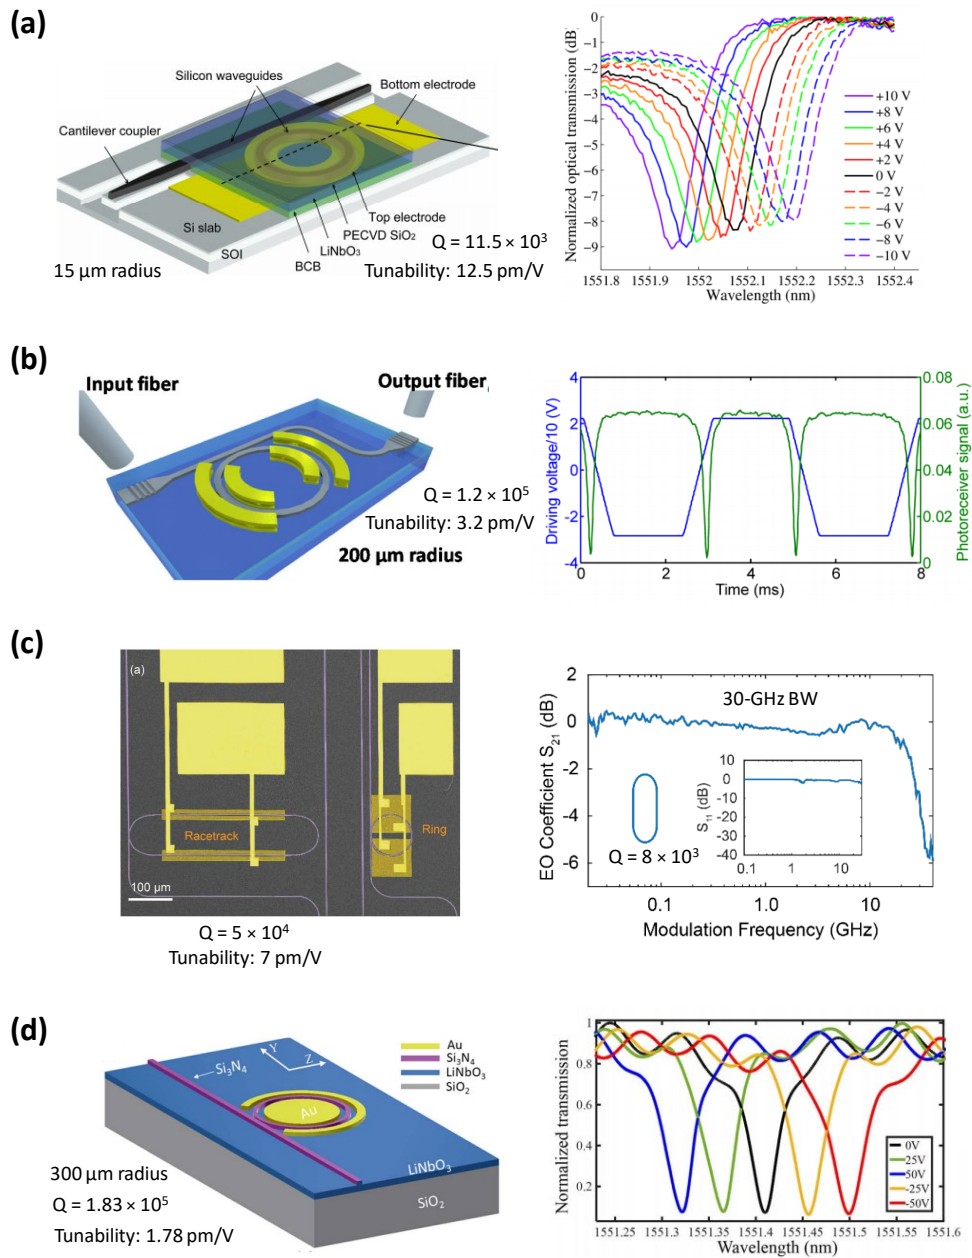 (a)
Silicon waveguides
Bottom electrode
Cantilever coupler
Si slab
SOI
Top electrode
PECVD SiO₂
LiNbO₃
BCB
15 µm radius
Q = 11.5 × 10³
Tunability: 12.5 pm/V
Normalized optical transmission (dB)
0
−1
−2
−3
−4
−5
−6
−7
−8
−9
+10 V
+8 V
+6 V
+4 V
+2 V
0 V
−2 V
−4 V
−6 V
−8 V
−10 V
1551.8 1551.9 1552 1552.1 1552.2 1552.3 1552.4
Wavelength (nm)
(b)
Input fiber
Output fiber
Q = 1.2 × 10⁵
Tunability: 3.2 pm/V
200 µm radius
Driving voltage/10 (V)
4
2
0
-2
-4
Photoreceiver signal (a.u.)
0.08
0.06
0.04
0.02
0
0 2 4 6 8
Time (ms)
(c)
(a)
Racetrack
Ring
100 µm
Q = 5 × 10⁴
Tunability: 7 pm/V
EO Coefficient S₂₁ (dB)
2
0
-2
-4
-6
30-GHz BW
Q = 8 × 10³
S₁₁ (dB)
10
0
-10
-20
-30
-40
0.1 1 10
0.1 1.0 10
Modulation Frequency (GHz)
(d)
Au
Si₃N₄
LiNbO₃
SiO₂
Si₃N₄
Y
Z
Au
LiNbO₃
SiO₂
300 µm radius
Q = 1.83 × 10⁵
Tunability: 1.78 pm/V
Normalized transmission
1
0.8
0.6
0.4
0.2
0V
25V
50V
-25V
-50V
1551.25 1551.3 1551.35 1551.4 1551.45 1551.5 1551.55 1551.6
Wavelength (nm)